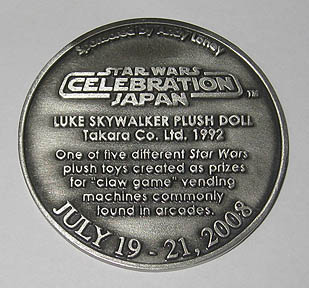 Sponsored by Andy Loney
STAR WARS
CELEBRATION
JAPAN™
LUKE SKYWALKER PLUSH DOLL
Takara Co. Ltd. 1992
One of five different Star Wars
plush toys created as prizes
for "claw game" vending
machines commonly
found in arcades.
JULY 19 - 21, 2008